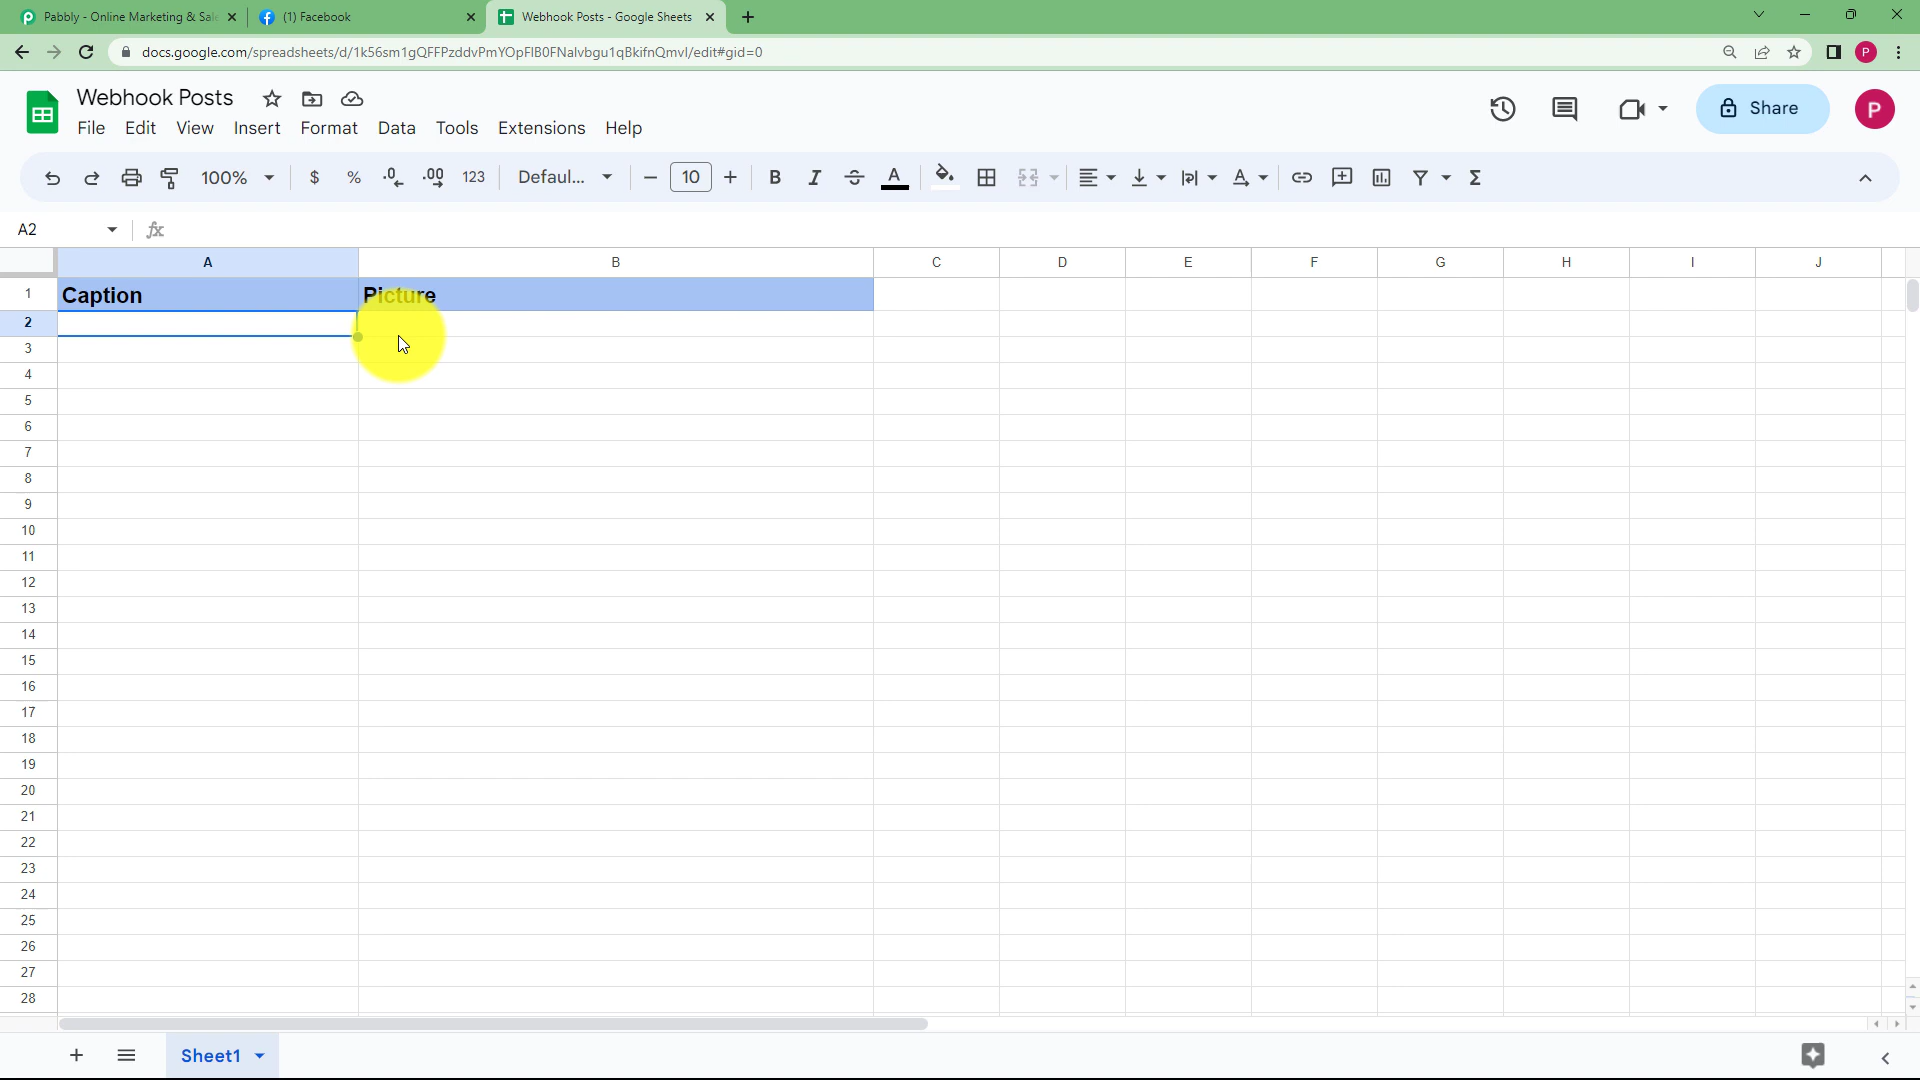 Pabbly - Online Marketing & Sal
(1) Facebook
Webhook Posts - Google Sheets
docs.google.com/spreadsheets/d/1k56sm1gQFFPzddvPmYOpFlB0FNalvbgu1qBkifnQmvI/edit#gid=0
P
Webhook Posts
File Edit View Insert Format Data Tools Extensions Help
Share
P
100% $ % .0 .00 123 Defaul... 10 B I S A
A2 fx
A B C D E F G H I J
1 Caption Picture
2
3
4
5
6
7
8
9
10
11
12
13
14
15
16
17
18
19
20
21
22
23
24
25
26
27
28
Sheet1